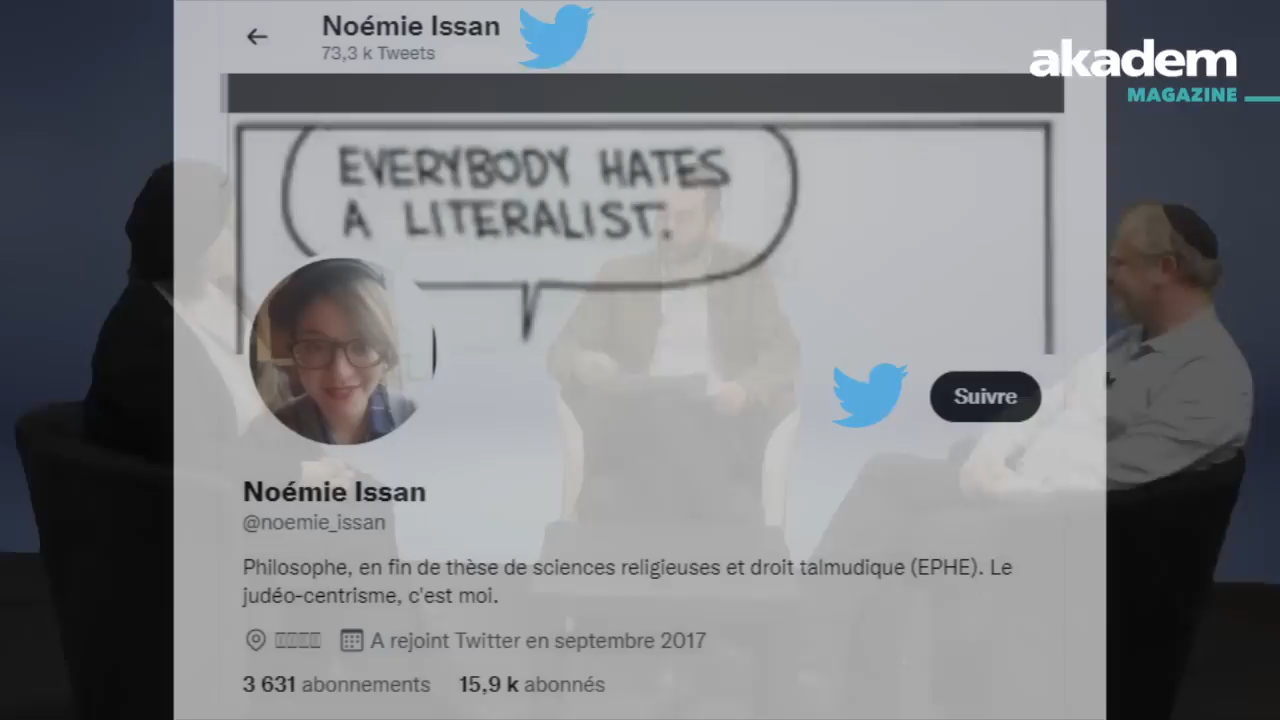 Noémie Issan
73,3 k Tweets
akadem
MAGAZINE
EVERYBODY HATES
A LITERALIST.
Suivre
Noémie Issan
@noemie_issan
Philosophe, en fin de thèse de sciences religieuses et droit talmudique (EPHE). Le
judéo-centrisme, c'est moi.
A rejoint Twitter en septembre 2017
3 631 abonnements 15,9 k abonnés